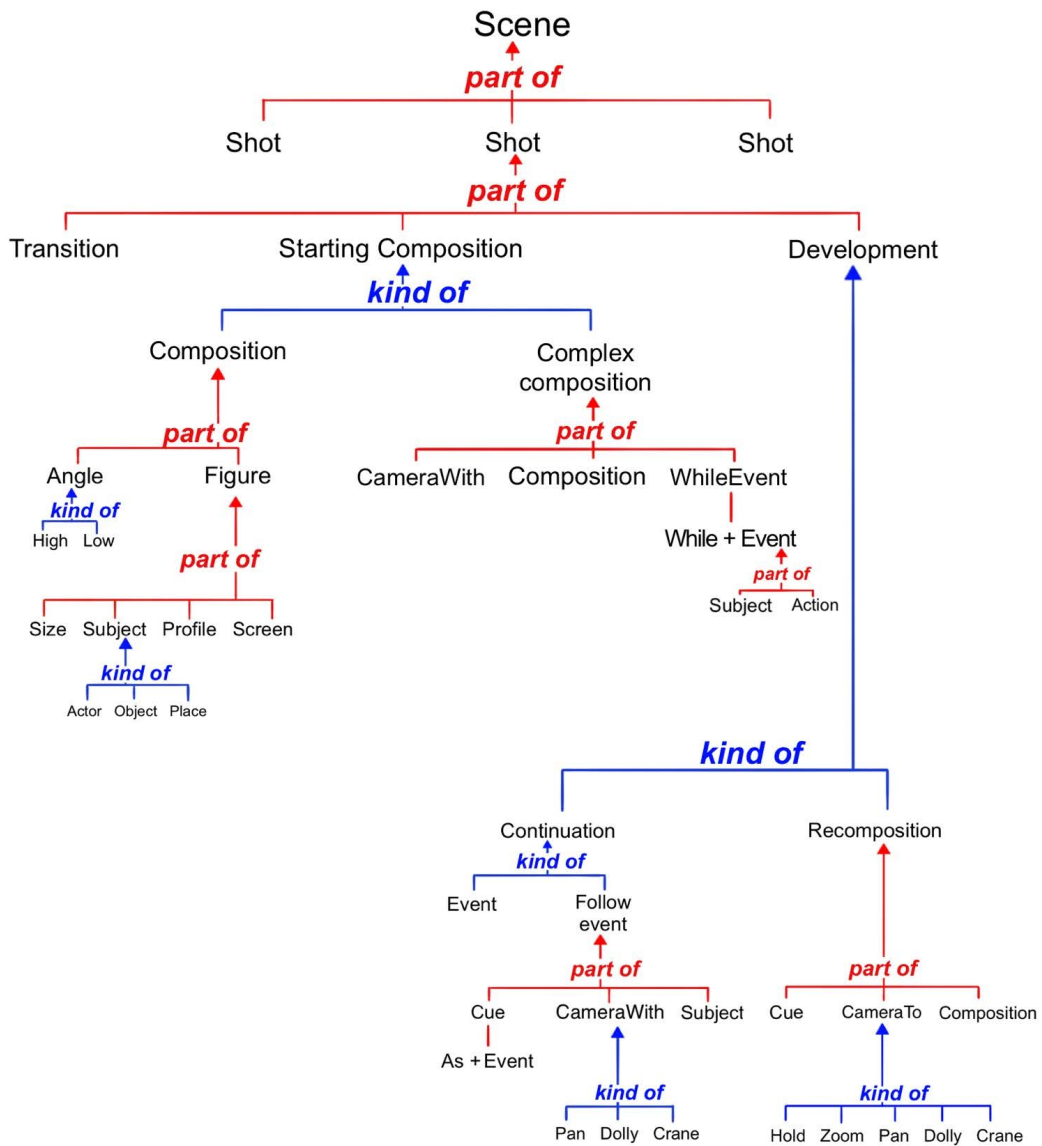 Scene
part of
Shot Shot Shot
part of
Transition Starting Composition Development
kind of
Composition Complex
composition
part of part of
Angle Figure CameraWith Composition WhileEvent
kind of
High Low While + Event
part of part of
Subject Action
Size Subject Profile Screen
kind of
Actor Object Place
kind of
Continuation Recomposition
kind of
Event Follow
event
part of part of
Cue CameraWith Subject Cue CameraTo Composition
As + Event
kind of kind of
Pan Dolly Crane Hold Zoom Pan Dolly Crane